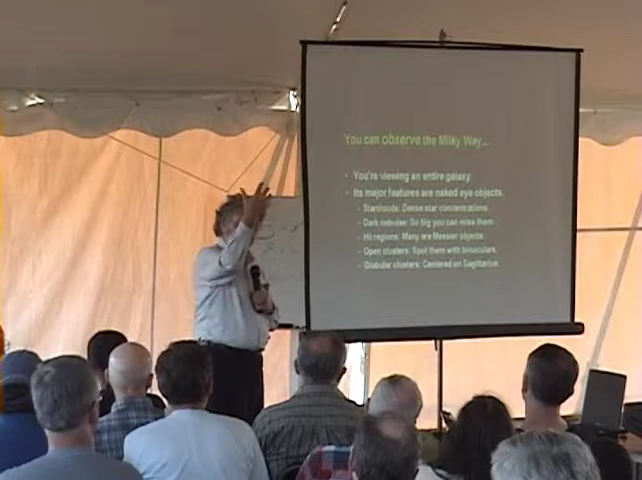 You can observe the Milky Way...
• You're viewing an entire galaxy.
• Its major features are naked eye objects.
• Starclouds: Dense star concentrations.
• Dark nebulae: So big you can miss them.
• HII regions: Many are Messier objects.
• Open clusters: Spot them with binoculars.
• Globular clusters: Centered on Sagittarius.